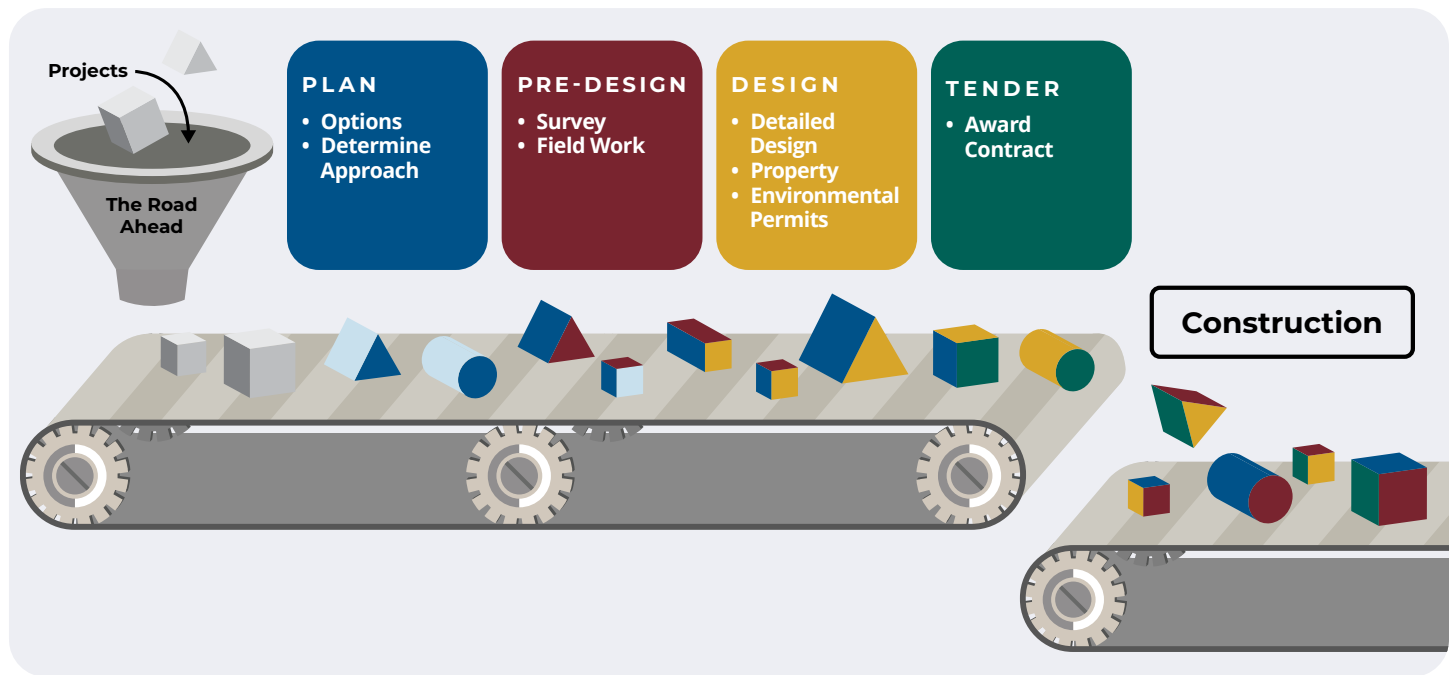 Projects
The Road
Ahead
PLAN
• Options
• Determine
Approach
PRE-DESIGN
• Survey
• Field Work
DESIGN
• Detailed
Design
• Property
• Environmental
Permits
TENDER
• Award
Contract
Construction